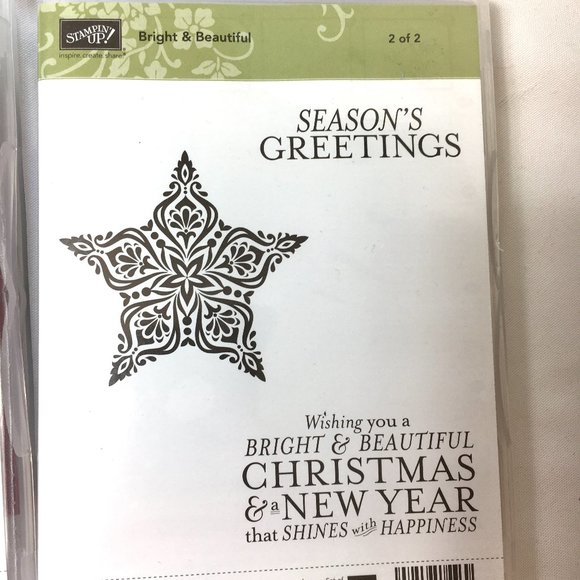 STAMPIN' UP!
inspire.create.share.
Bright & Beautiful
2 of 2
SEASON'S
GREETINGS
Wishing you a
BRIGHT & BEAUTIFUL
CHRISTMAS
& a NEW YEAR
that SHINES with HAPPINESS